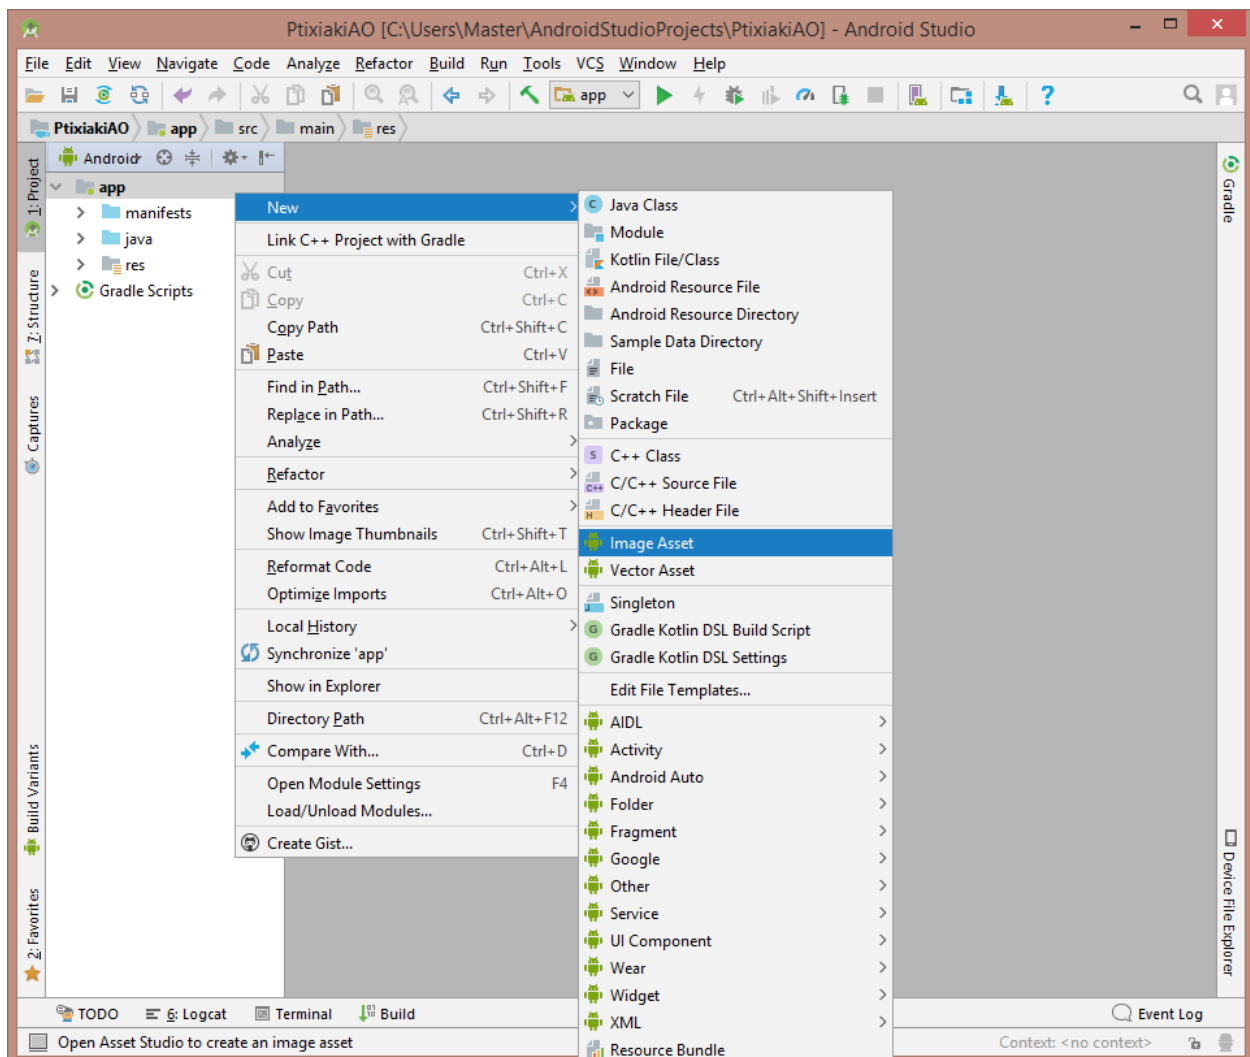 PtixiakiAO [C:\Users\Master\AndroidStudioProjects\PtixiakiAO] - Android Studio
File Edit View Navigate Code Analyze Refactor Build Run Tools VCS Window Help
app
PtixiakiAO app src main res
Android
1: Project
7: Structure
Captures
Build Variants
2: Favorites
app
manifests
java
res
Gradle Scripts
New
Link C++ Project with Gradle
Cut Ctrl+X
Copy Ctrl+C
Copy Path Ctrl+Shift+C
Paste Ctrl+V
Find in Path... Ctrl+Shift+F
Replace in Path... Ctrl+Shift+R
Analyze
Refactor
Add to Favorites
Show Image Thumbnails Ctrl+Shift+T
Reformat Code Ctrl+Alt+L
Optimize Imports Ctrl+Alt+O
Local History
Synchronize 'app'
Show in Explorer
Directory Path Ctrl+Alt+F12
Compare With... Ctrl+D
Open Module Settings F4
Load/Unload Modules...
Create Gist...
Java Class
Module
Kotlin File/Class
Android Resource File
Android Resource Directory
Sample Data Directory
File
Scratch File Ctrl+Alt+Shift+Insert
Package
C++ Class
C/C++ Source File
C/C++ Header File
Image Asset
Vector Asset
Singleton
Gradle Kotlin DSL Build Script
Gradle Kotlin DSL Settings
Edit File Templates...
AIDL
Activity
Android Auto
Folder
Fragment
Google
Other
Service
UI Component
Wear
Widget
XML
Resource Bundle
Gradle
Device File Explorer
TODO 6: Logcat Terminal Build Event Log
Open Asset Studio to create an image asset Context: <no context>